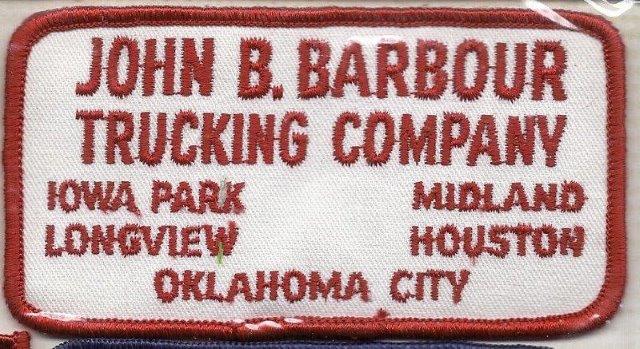 JOHN B. BARBOUR
TRUCKING COMPANY
IOWA PARK MIDLAND
LONGVIEW HOUSTON
OKLAHOMA CITY